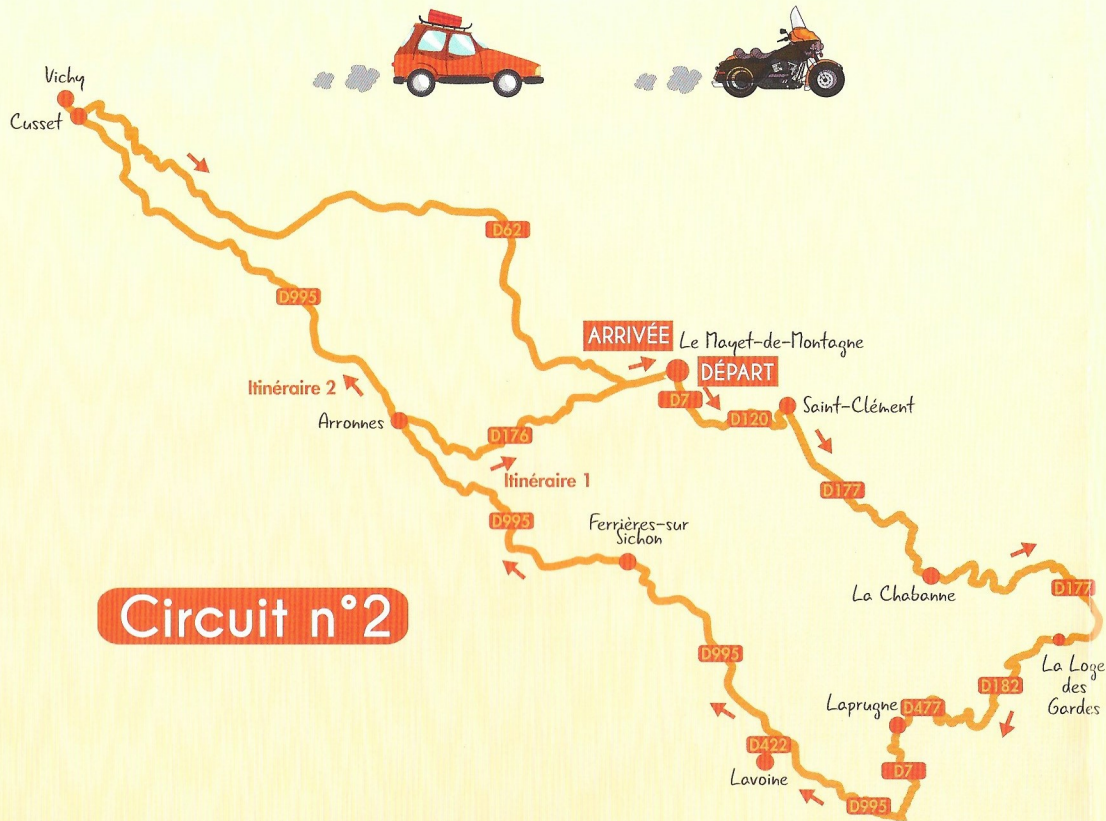 Vichy
Cusset
D62
D995
ARRIVÉE
Le Mayet-de-Montagne
DÉPART
Itinéraire 2
D7
D120
Saint-Clément
Arronnes
D176
Itinéraire 1
D177
D995
Ferrières-sur
Sichon
La Chabanne
D177
Circuit n°2
D995
La Loge
des
Gardes
D182
Laprugne
D477
D422
Lavoine
D7
D995